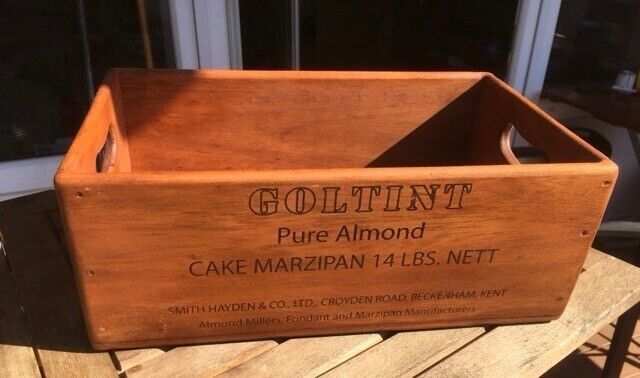 GOLTINT
Pure Almond
CAKE MARZIPAN 14 LBS. NETT
SMITH HAYDEN & CO., LTD., CROYDEN ROAD, BECKENHAM, KENT
Almond Millers, Fondant and Marzipan Manufacturers